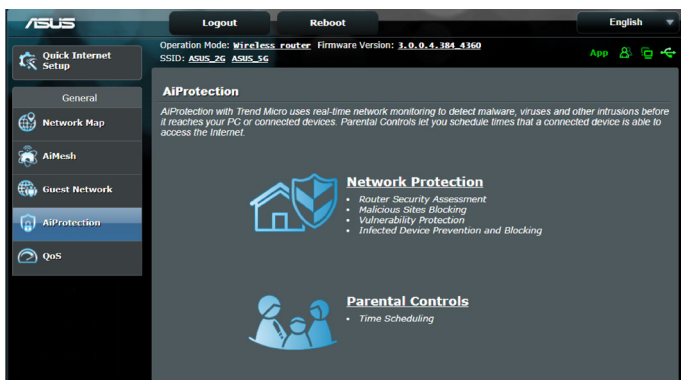 ASUS
Logout
Reboot
English
Quick Internet
Setup
Operation Mode: Wireless router Firmware Version: 3.0.0.4.384_4360
SSID: ASUS_2G ASUS_5G
App
General
Network Map
AiMesh
Guest Network
AiProtection
QoS
AiProtection
AiProtection with Trend Micro uses real-time network monitoring to detect malware, viruses and other intrusions before
it reaches your PC or connected devices. Parental Controls let you schedule times that a connected device is able to
access the Internet.
Network Protection
• Router Security Assessment
• Malicious Sites Blocking
• Vulnerability Protection
• Infected Device Prevention and Blocking
Parental Controls
• Time Scheduling